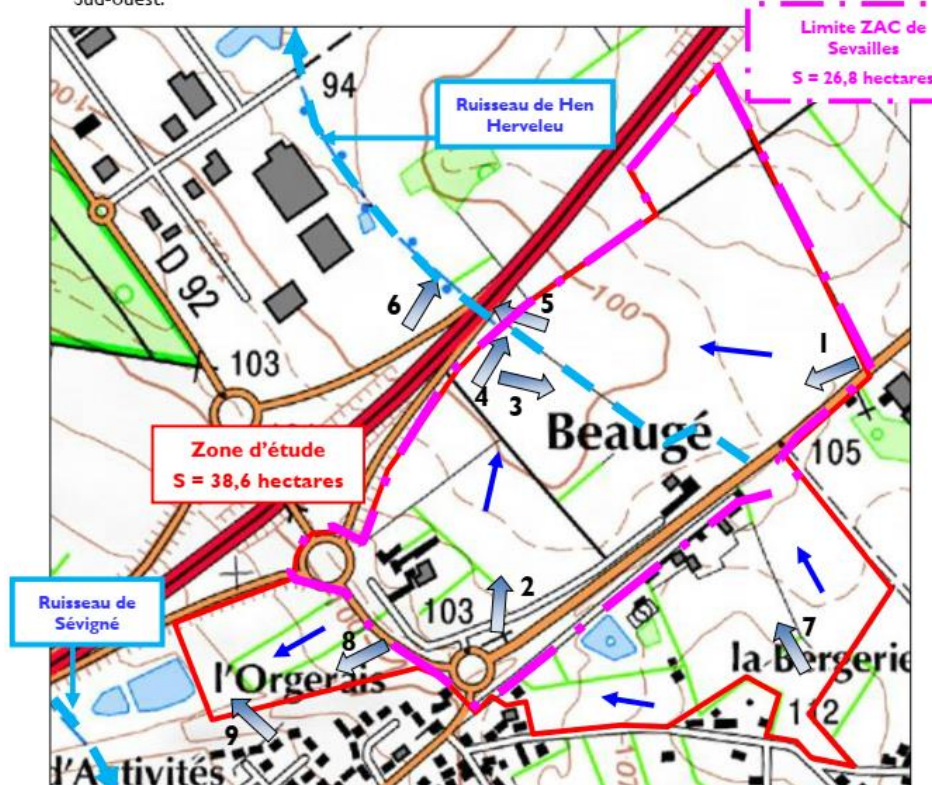 Sud-ouest.
Limite ZAC de
Sevailles
S = 26,8 hectares
94
Ruisseau de Hen
Herveleu
100
D 92
6
5
100
1
103
4
3
Beaugé
105
Zone d'étude
S = 38,6 hectares
Ruisseau de
Sévigné
103
2
7
8
l'Orgerais
la Bergerie
9
112
107
d'Activités